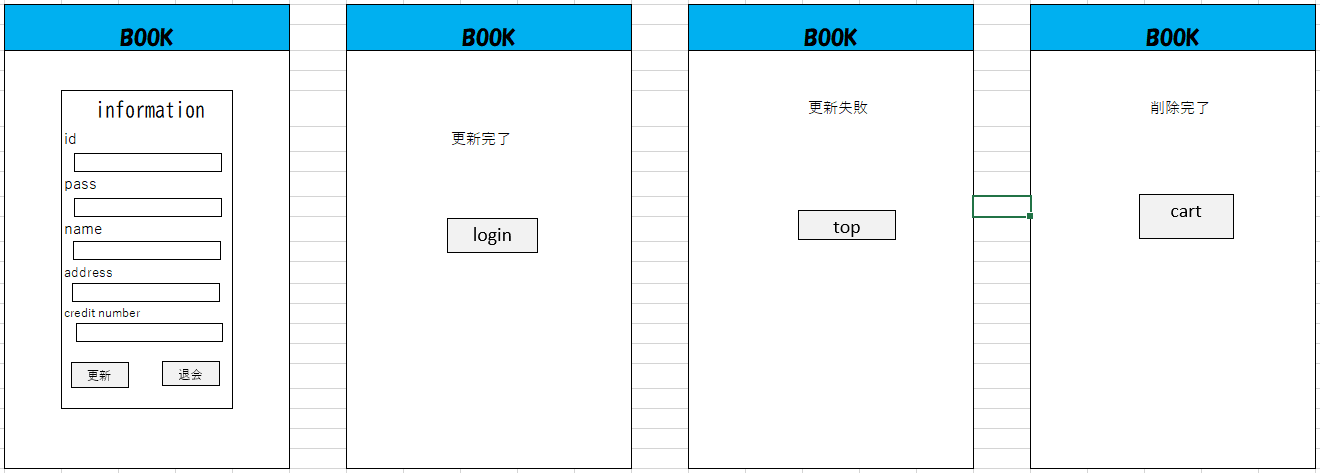 BOOK
information
id
pass
name
address
credit number
更新
退会
BOOK
更新完了
login
BOOK
更新失敗
top
BOOK
削除完了
cart